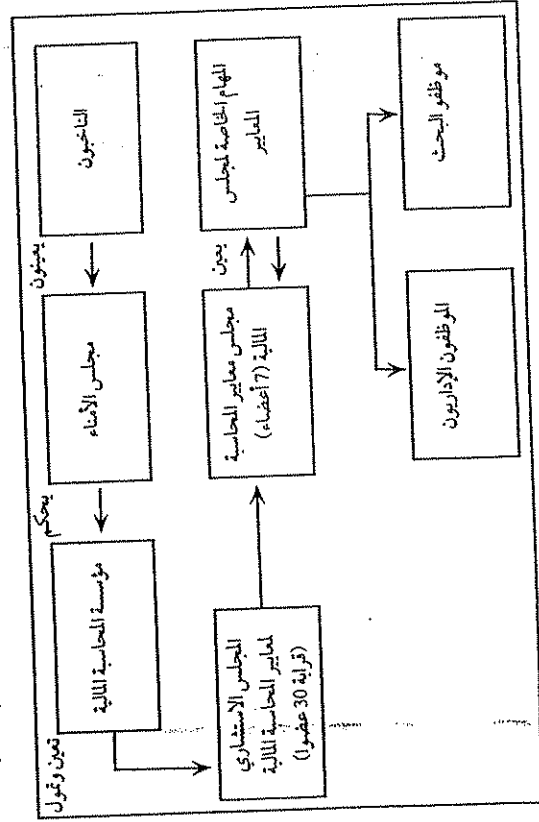 الناخبون
يعينون
مجلس الأمناء
يحكم
مؤسسة المحاسبة المالية
تعين وتمول
المجلس الاستشاري
لمعايير المحاسبة المالية
(قرابة 30 عضوا)
مجلس معايير المحاسبة
المالية (7 أعضاء)
يعين
المهام الخاصة لمجلس
المعايير
الموظفون الإداريون
موظفو البحث